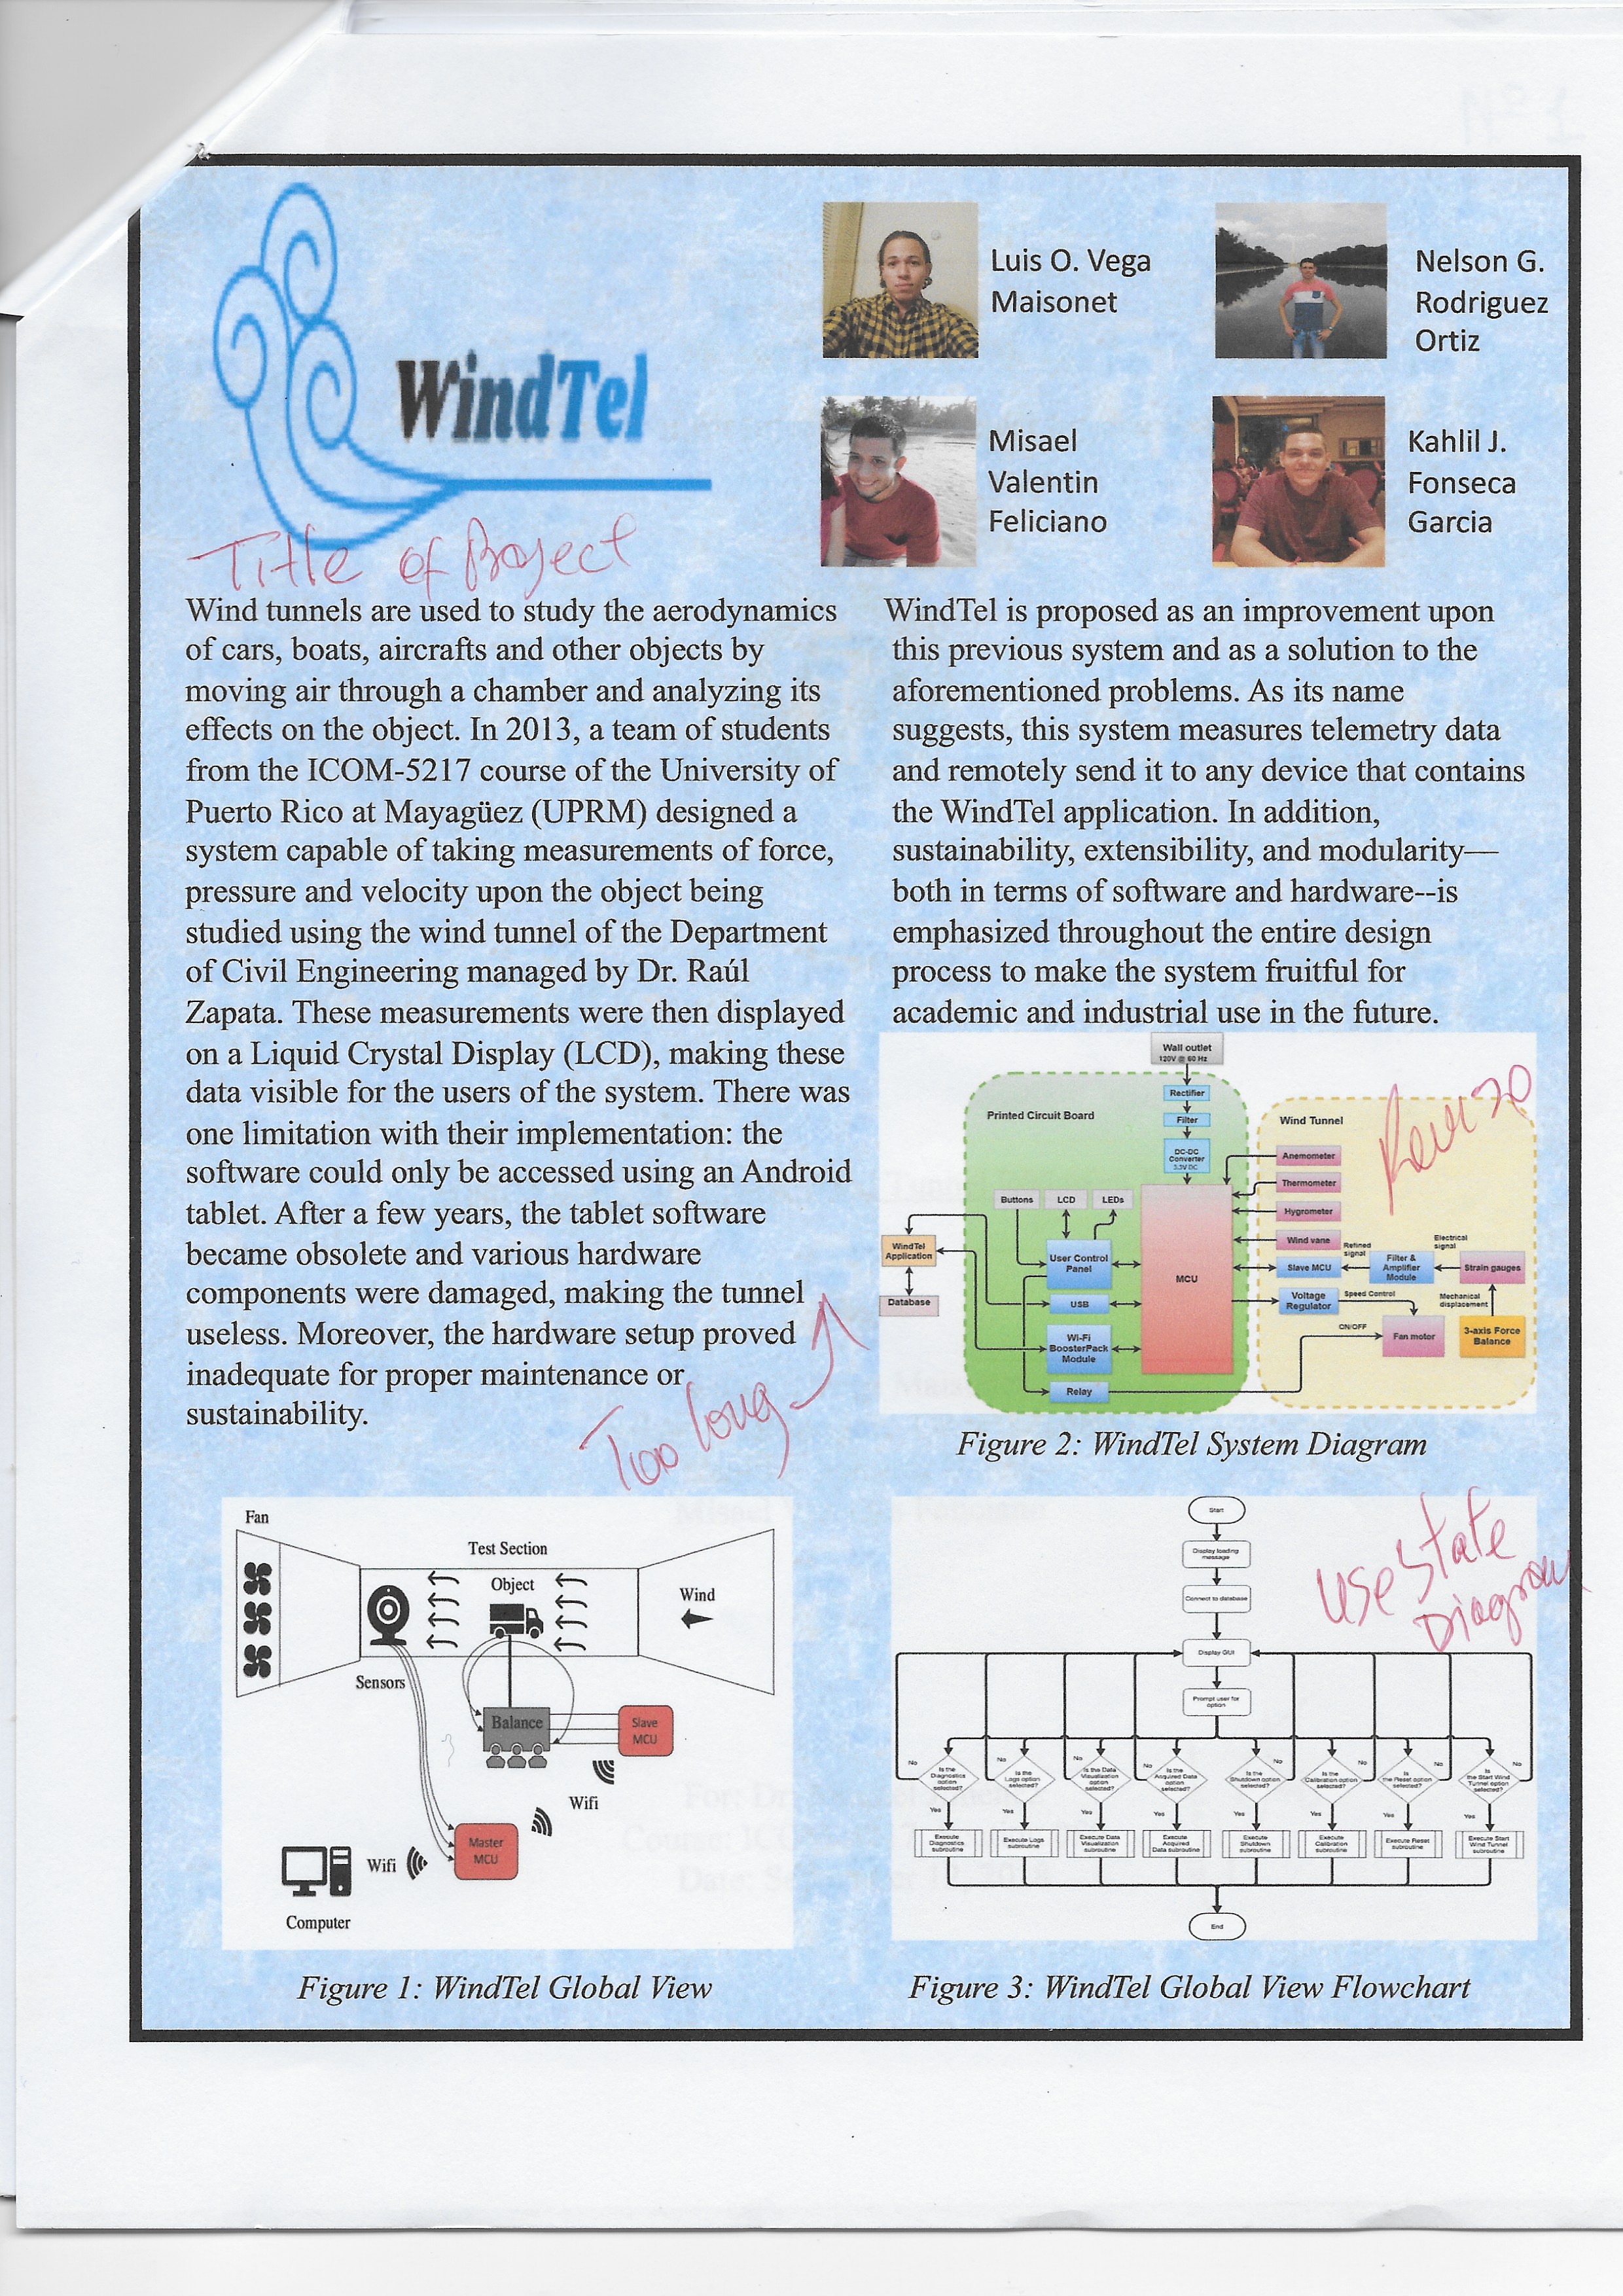 WindTel
Luis O. Vega
Maisonet
Nelson G.
Rodriguez
Ortiz
Misael
Valentin
Feliciano
Kahlil J.
Fonseca
Garcia
Title of Project
Wind tunnels are used to study the aerodynamics
of cars, boats, aircrafts and other objects by
moving air through a chamber and analyzing its
effects on the object. In 2013, a team of students
from the ICOM-5217 course of the University of
Puerto Rico at Mayagüez (UPRM) designed a
system capable of taking measurements of force,
pressure and velocity upon the object being
studied using the wind tunnel of the Department
of Civil Engineering managed by Dr. Raúl
Zapata. These measurements were then displayed
on a Liquid Crystal Display (LCD), making these
data visible for the users of the system. There was
one limitation with their implementation: the
software could only be accessed using an Android
tablet. After a few years, the tablet software
became obsolete and various hardware
components were damaged, making the tunnel
useless. Moreover, the hardware setup proved
inadequate for proper maintenance or
sustainability.
Too long
WindTel is proposed as an improvement upon
this previous system and as a solution to the
aforementioned problems. As its name
suggests, this system measures telemetry data
and remotely send it to any device that contains
the WindTel application. In addition,
sustainability, extensibility, and modularity—
both in terms of software and hardware--is
emphasized throughout the entire design
process to make the system fruitful for
academic and industrial use in the future.
Wall outlet
120V @ 60 Hz
Printed Circuit Board
Rectifier
Filter
DC-DC
Converter
3.3V DC
Wind Tunnel
Anemometer
Thermometer
Hygrometer
Wind vane
Buttons
LCD
LEDs
WindTel
Application
Database
User Control
Panel
USB
Wi-Fi
BoosterPack
Module
Relay
MCU
Slave MCU
Refined
signal
Filter &
Amplifier
Module
Electrical
signal
Strain gauges
Voltage
Regulator
Speed Control
Mechanical
displacement
ON/OFF
Fan motor
3-axis Force
Balance
Figure 2: WindTel System Diagram
Fan
Test Section
Object
Wind
Sensors
Balance
Slave
MCU
Wifi
Master
MCU
Wifi
Computer
Figure 1: WindTel Global View
Use State
Diagram
Start
Display loading
message
Connect to database
Display GUI
Prompt user for
option
No
No
No
No
No
No
No
No
Is the
Diagnostics
option
selected?
Is the
Logs option
selected?
Is the Data
Visualization
option
selected?
Is the
Acquired Data
option
selected?
Is the
Shutdown option
selected?
Is the
Calibration option
selected?
Is
the Reset option
selected?
Is
the Start Wind
Tunnel option
selected?
Yes
Yes
Yes
Yes
Yes
Yes
Yes
Yes
Execute
Diagnostics
subroutine
Execute Logs
subroutine
Execute Data
Visualization
subroutine
Execute
Acquired
Data subroutine
Execute
Shutdown
subroutine
Execute
Calibration
subroutine
Execute Reset
subroutine
Execute Start
Wind Tunnel
subroutine
End
Figure 3: WindTel Global View Flowchart